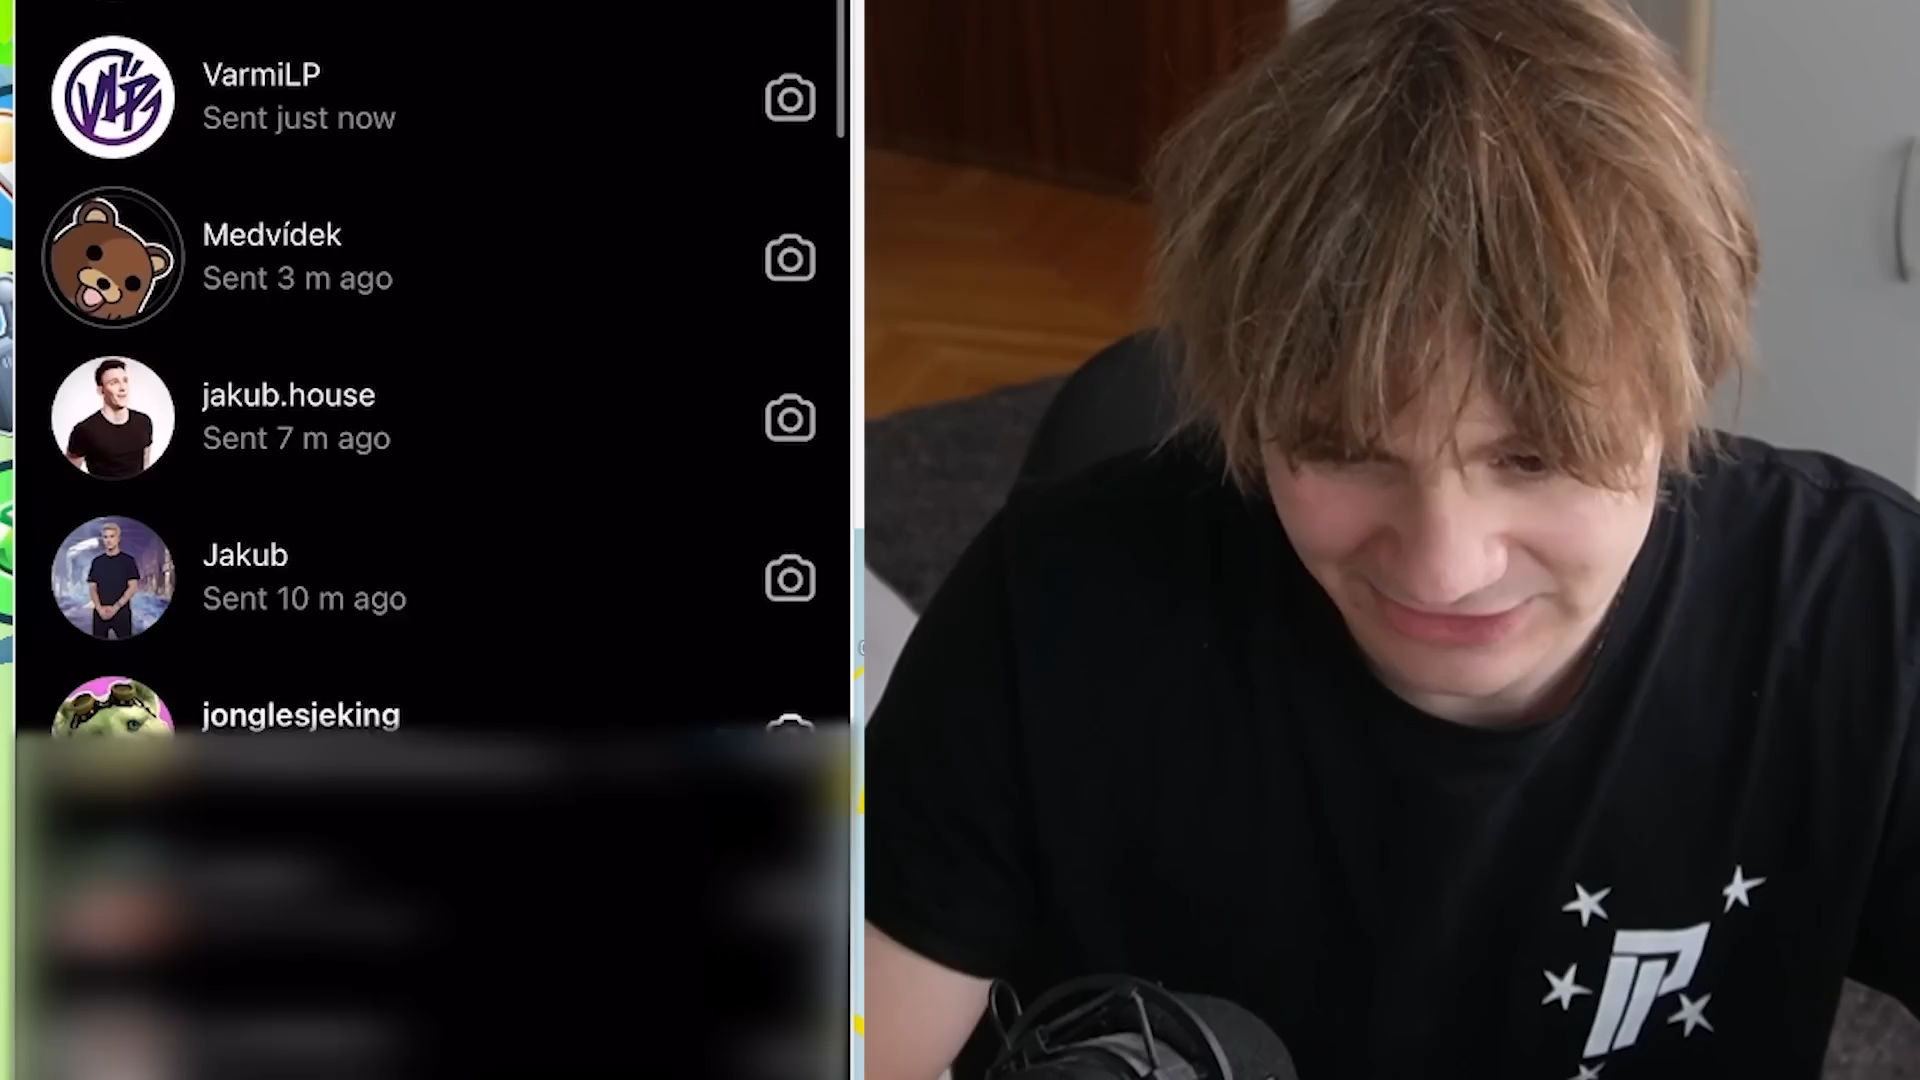 VarmiLP
Sent just now
Medvídek
Sent 3 m ago
jakub.house
Sent 7 m ago
Jakub
Sent 10 m ago
jonglesjeking